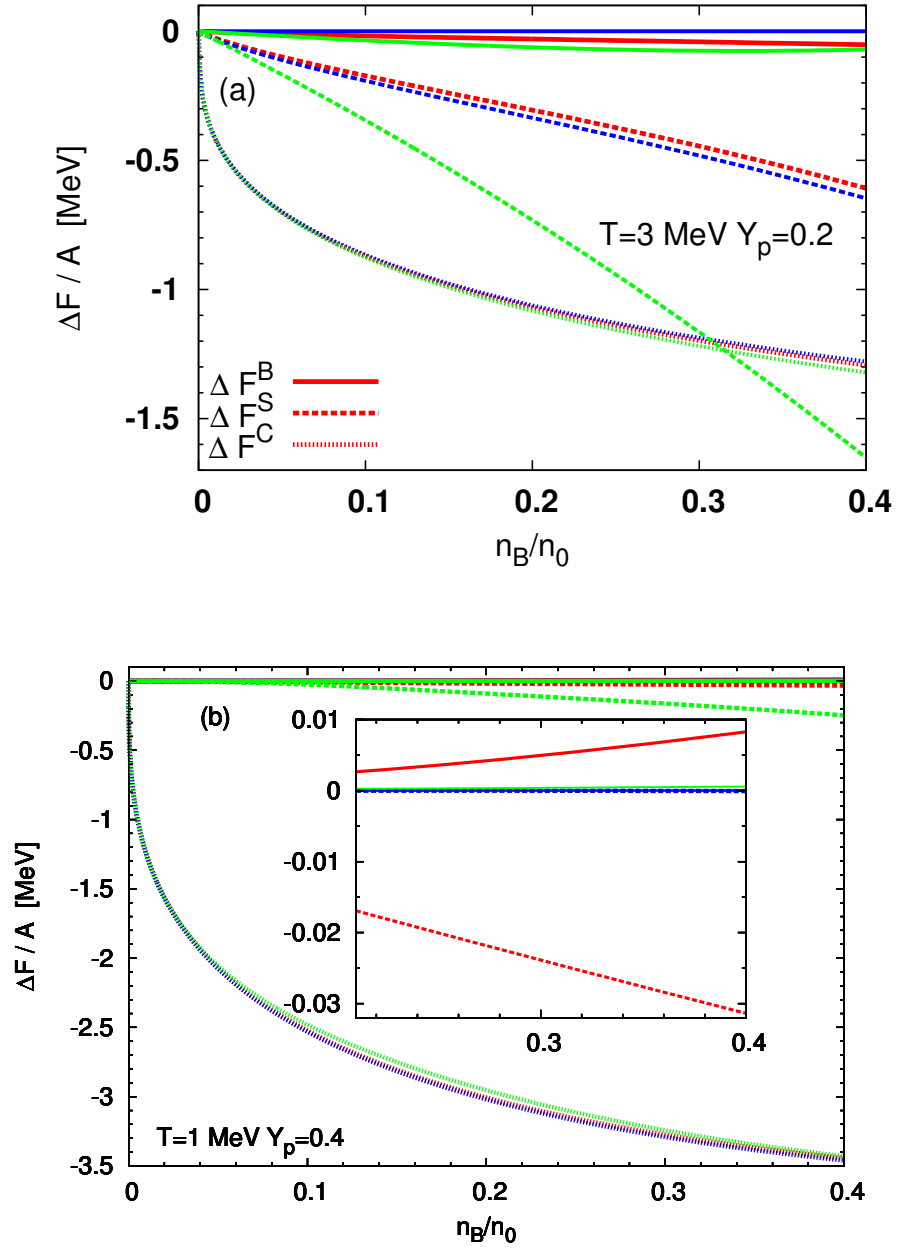 0
(a)
-0.5
T=3 MeV Y_p=0.2
-1
ΔF / A [MeV]
Δ F^B
Δ F^S
Δ F^C
-1.5
0 0.1 0.2 0.3 0.4
n_B/n_0
0
(b)
0.01
-0.5
0
-1
-0.01
-1.5
-0.02
-2
-0.03
0.3 0.4
-2.5
ΔF / A [MeV]
-3
T=1 MeV Y_p=0.4
-3.5
0 0.1 0.2 0.3 0.4
n_B/n_0